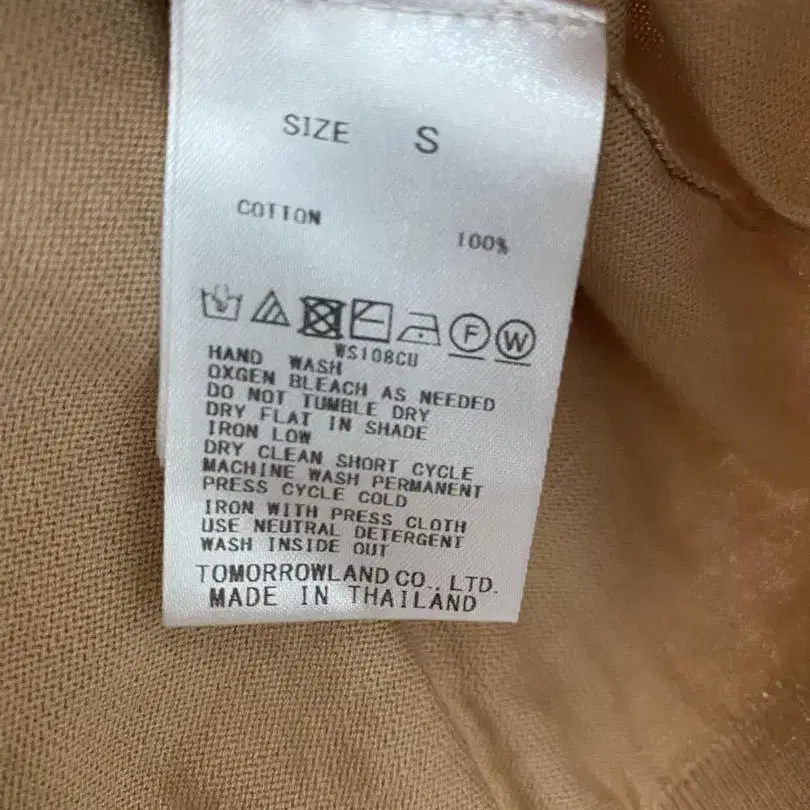 SIZE S
COTTON
100%
F W
WS108CU
HAND WASH
OXGEN BLEACH AS NEEDED
DO NOT TUMBLE DRY
DRY FLAT IN SHADE
IRON LOW
DRY CLEAN SHORT CYCLE
MACHINE WASH PERMANENT
PRESS CYCLE COLD
IRON WITH PRESS CLOTH
USE NEUTRAL DETERGENT
WASH INSIDE OUT
TOMORROWLAND CO., LTD.
MADE IN THAILAND